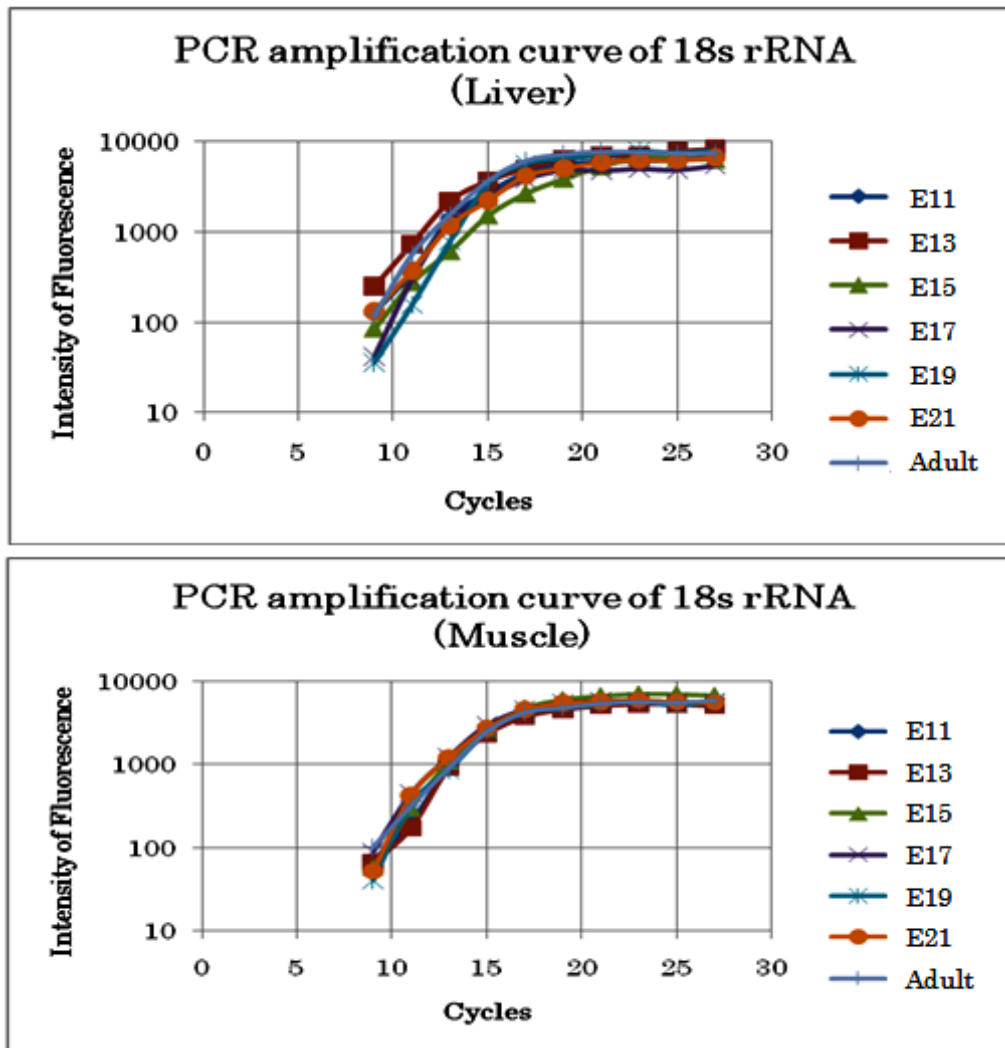 PCR amplification curve of 18s rRNA
(Liver)
Intensity of Fluorescence
10000
1000
100
10
0 5 10 15 20 25 30
Cycles
E11
E13
E15
E17
E19
E21
Adult
PCR amplification curve of 18s rRNA
(Muscle)
Intensity of Fluorescence
10000
1000
100
10
0 5 10 15 20 25 30
Cycles
E11
E13
E15
E17
E19
E21
Adult